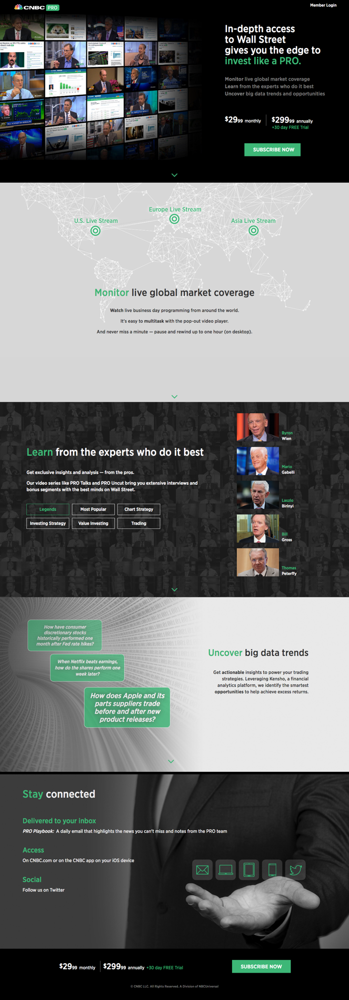 CNBC PRO
Member Login
In-depth access
to Wall Street
gives you the edge to
invest like a PRO.
Monitor live global market coverage
Learn from the experts who do it best
Uncover big data trends and opportunities
$29.99 monthly
$299.99 annually
+30 day FREE Trial
SUBSCRIBE NOW
U.S. Live Stream
Europe Live Stream
Asia Live Stream
Monitor live global market coverage
Watch live business day programming from around the world.
It's easy to multitask with the pop-out video player.
And never miss a minute — pause and rewind up to one hour (on desktop).
Learn from the experts who do it best
Get exclusive insights and analysis — from the pros.
Our video series like PRO Talks and PRO Uncut bring you extensive interviews and
bonus segments with the best minds on Wall Street.
Legends
Most Popular
Chart Strategy
Investing Strategy
Value Investing
Trading
Byron
Wien
Mario
Gabelli
Laszlo
Birinyi
Bill
Gross
Thomas
Peterffy
How have consumer
discretionary stocks
historically performed one
month after Fed rate hikes?
When Netflix beats earnings,
how do the shares perform one
week later?
How does Apple and its
parts suppliers trade
before and after new
product releases?
Uncover big data trends
Get actionable insights to power your trading
strategies. Leveraging Kensho, a financial
analytics platform, we identify the smartest
opportunities to help achieve excess returns.
Stay connected
Delivered to your inbox
PRO Playbook: A daily email that highlights the news you can't miss and notes from the PRO team
Access
On CNBC.com or on the CNBC app on your iOS device
Social
Follow us on Twitter
$29.99 monthly
$299.99 annually +30 day FREE Trial
SUBSCRIBE NOW
© CNBC LLC. All Rights Reserved. A Division of NBCUniversal